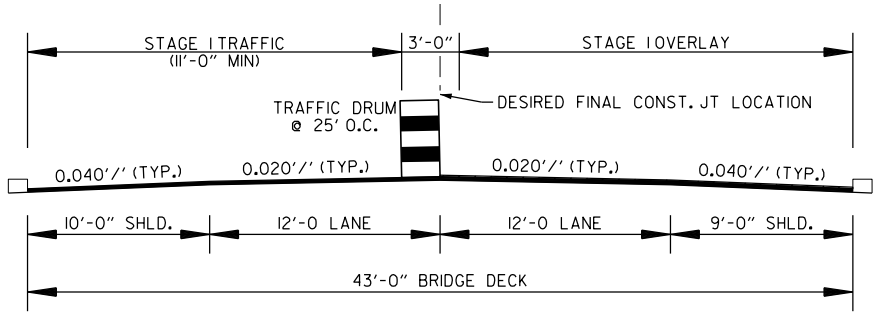 STAGE I TRAFFIC
(11'-0" MIN)
3'-0"
STAGE I OVERLAY
TRAFFIC DRUM
@ 25' O.C.
DESIRED FINAL CONST. JT LOCATION
0.040'/' (TYP.)
0.020'/' (TYP.)
0.020'/' (TYP.)
0.040'/' (TYP.)
10'-0" SHLD.
12'-0 LANE
12'-0 LANE
9'-0" SHLD.
43'-0" BRIDGE DECK